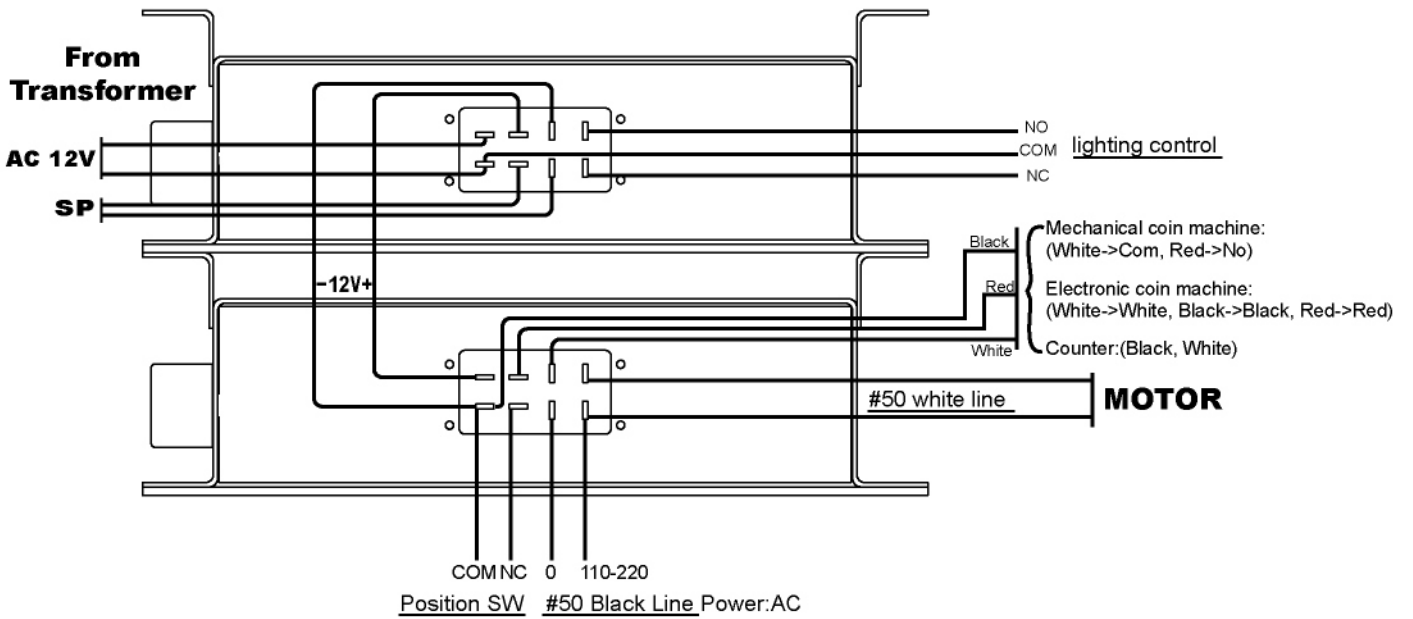 From
Transformer
AC 12V
SP
NO
COM
NC
lighting control
-12V+
Black
Red
White
Mechanical coin machine:
(White->Com, Red->No)
Electronic coin machine:
(White->White, Black->Black, Red->Red)
Counter:(Black, White)
#50 white line
MOTOR
COM NC 0 110-220
Position SW #50 Black Line Power:AC